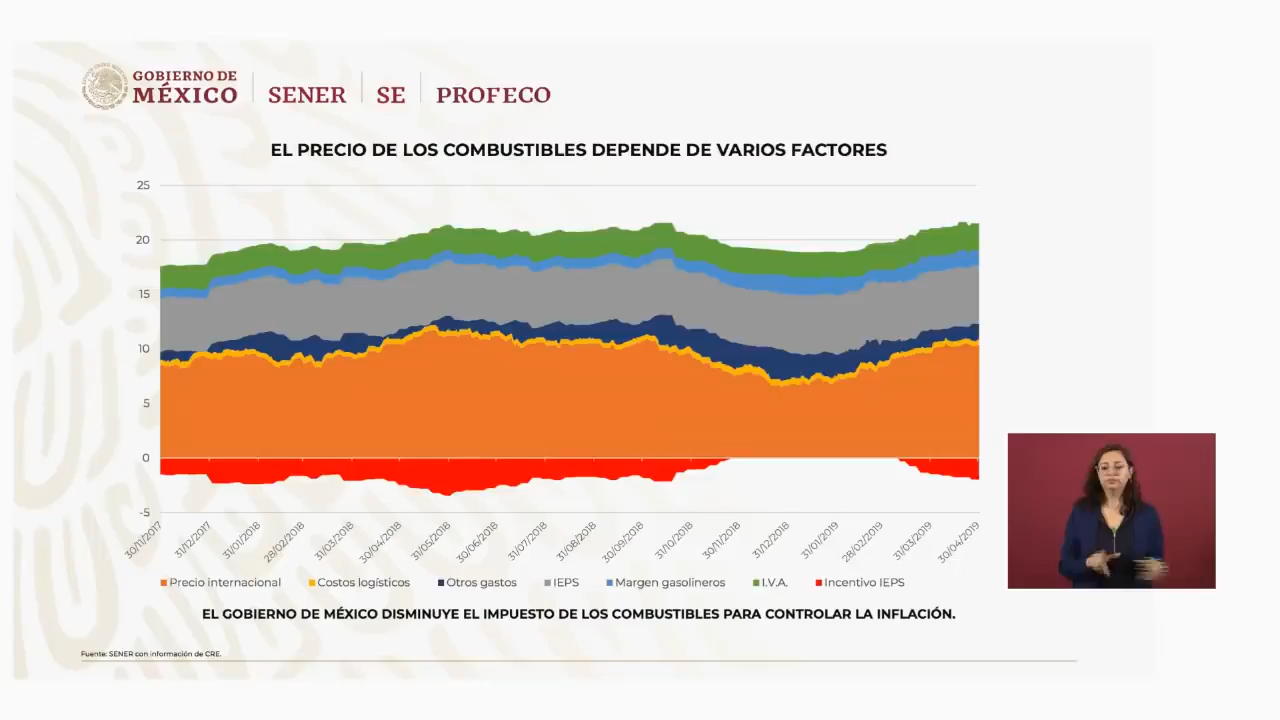 GOBIERNO DE
MÉXICO
SENER
SE
PROFECO
EL PRECIO DE LOS COMBUSTIBLES DEPENDE DE VARIOS FACTORES
25
20
15
10
5
0
-5
30/11/2017
31/12/2017
31/01/2018
28/02/2018
31/03/2018
30/04/2018
31/05/2018
30/06/2018
31/07/2018
31/08/2018
30/09/2018
31/10/2018
30/11/2018
31/12/2018
31/01/2019
28/02/2019
31/03/2019
30/04/2019
Precio internacional
Costos logísticos
Otros gastos
IEPS
Margen gasolineros
I.V.A.
Incentivo IEPS
EL GOBIERNO DE MÉXICO DISMINUYE EL IMPUESTO DE LOS COMBUSTIBLES PARA CONTROLAR LA INFLACIÓN.
Fuente: SENER con información de CRE.